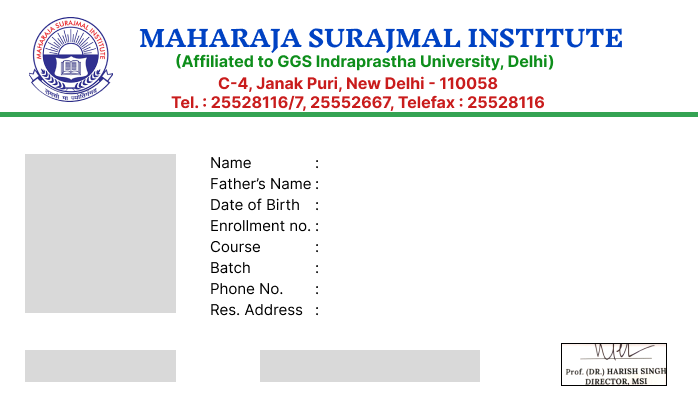 MAHARAJA SURAJMAL INSTITUTE
MAHARAJA SURAJMAL INSTITUTE
(Affiliated to GGS Indraprastha University, Delhi)
C-4, Janak Puri, New Delhi - 110058
Tel. : 25528116/7, 25552667, Telefax : 25528116
Name :
Father’s Name :
Date of Birth :
Enrollment no. :
Course :
Batch :
Phone No. :
Res. Address :
Prof. (DR.) HARISH SINGH
DIRECTOR, MSI